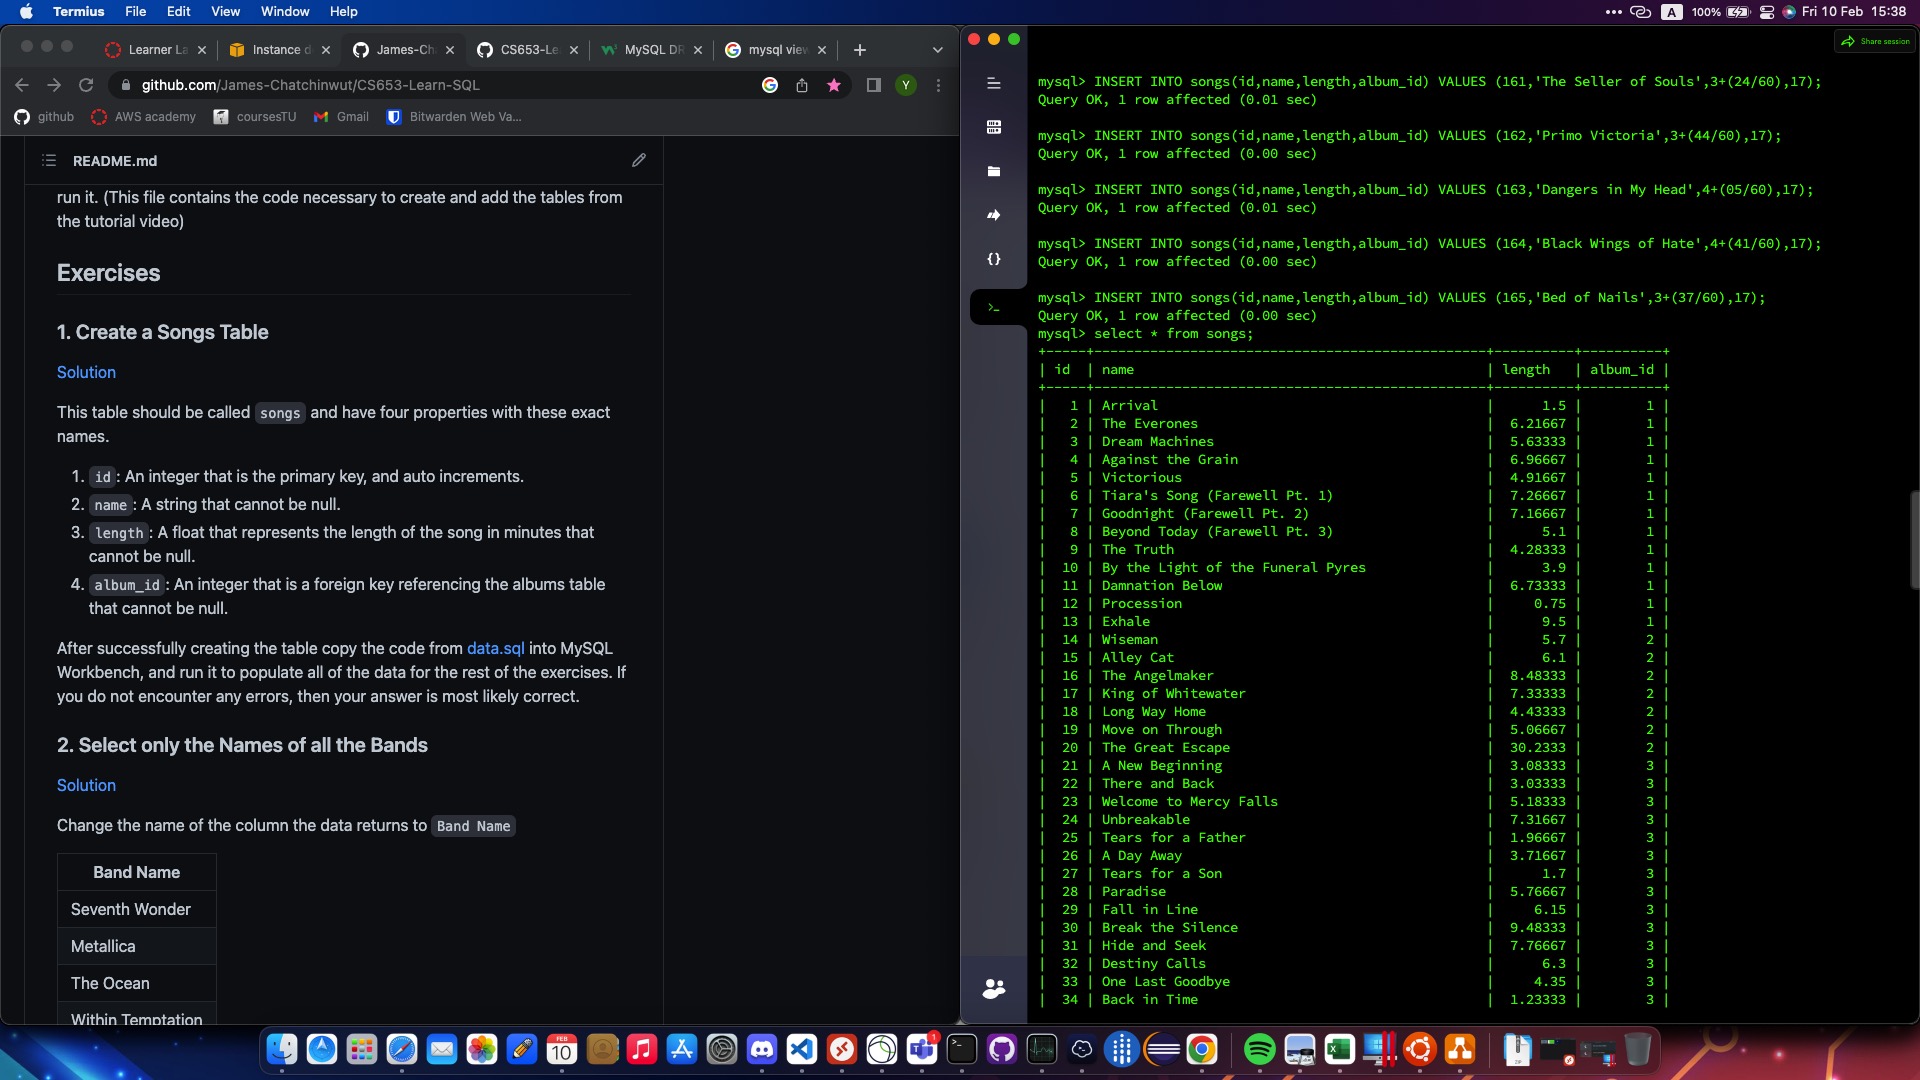 Termius File Edit View Window Help
A 100% Fri 10 Feb 15:38
Learner La
Instance d
James-Ch
CS653-Le
MySQL DR
mysql view
github.com/James-Chatchinwut/CS653-Learn-SQL
Y
github AWS academy coursesTU Gmail Bitwarden Web Va...
README.md
run it. (This file contains the code necessary to create and add the tables from
the tutorial video)
Exercises
1. Create a Songs Table
Solution
This table should be called songs and have four properties with these exact
names.
1. id : An integer that is the primary key, and auto increments.
2. name : A string that cannot be null.
3. length : A float that represents the length of the song in minutes that
cannot be null.
4. album_id : An integer that is a foreign key referencing the albums table
that cannot be null.
After successfully creating the table copy the code from data.sql into MySQL
Workbench, and run it to populate all of the data for the rest of the exercises. If
you do not encounter any errors, then your answer is most likely correct.
2. Select only the Names of all the Bands
Solution
Change the name of the column the data returns to Band Name
Band Name
Seventh Wonder
Metallica
The Ocean
Within Temptation
Share session
mysql> INSERT INTO songs(id,name,length,album_id) VALUES (161,'The Seller of Souls',3+(24/60),17);
Query OK, 1 row affected (0.01 sec)
mysql> INSERT INTO songs(id,name,length,album_id) VALUES (162,'Primo Victoria',3+(44/60),17);
Query OK, 1 row affected (0.00 sec)
mysql> INSERT INTO songs(id,name,length,album_id) VALUES (163,'Dangers in My Head',4+(05/60),17);
Query OK, 1 row affected (0.01 sec)
mysql> INSERT INTO songs(id,name,length,album_id) VALUES (164,'Black Wings of Hate',4+(41/60),17);
Query OK, 1 row affected (0.00 sec)
mysql> INSERT INTO songs(id,name,length,album_id) VALUES (165,'Bed of Nails',3+(37/60),17);
Query OK, 1 row affected (0.00 sec)
mysql> select * from songs;
| id | name | length | album_id |
| 1 | Arrival | 1.5 | 1 |
| 2 | The Everones | 6.21667 | 1 |
| 3 | Dream Machines | 5.63333 | 1 |
| 4 | Against the Grain | 6.96667 | 1 |
| 5 | Victorious | 4.91667 | 1 |
| 6 | Tiara's Song (Farewell Pt. 1) | 7.26667 | 1 |
| 7 | Goodnight (Farewell Pt. 2) | 7.16667 | 1 |
| 8 | Beyond Today (Farewell Pt. 3) | 5.1 | 1 |
| 9 | The Truth | 4.28333 | 1 |
| 10 | By the Light of the Funeral Pyres | 3.9 | 1 |
| 11 | Damnation Below | 6.73333 | 1 |
| 12 | Procession | 0.75 | 1 |
| 13 | Exhale | 9.5 | 1 |
| 14 | Wiseman | 5.7 | 2 |
| 15 | Alley Cat | 6.1 | 2 |
| 16 | The Angelmaker | 8.48333 | 2 |
| 17 | King of Whitewater | 7.33333 | 2 |
| 18 | Long Way Home | 4.43333 | 2 |
| 19 | Move on Through | 5.06667 | 2 |
| 20 | The Great Escape | 30.2333 | 2 |
| 21 | A New Beginning | 3.08333 | 3 |
| 22 | There and Back | 3.03333 | 3 |
| 23 | Welcome to Mercy Falls | 5.18333 | 3 |
| 24 | Unbreakable | 7.31667 | 3 |
| 25 | Tears for a Father | 1.96667 | 3 |
| 26 | A Day Away | 3.71667 | 3 |
| 27 | Tears for a Son | 1.7 | 3 |
| 28 | Paradise | 5.76667 | 3 |
| 29 | Fall in Line | 6.15 | 3 |
| 30 | Break the Silence | 9.48333 | 3 |
| 31 | Hide and Seek | 7.76667 | 3 |
| 32 | Destiny Calls | 6.3 | 3 |
| 33 | One Last Goodbye | 4.35 | 3 |
| 34 | Back in Time | 1.23333 | 3 |
FEB
10
1